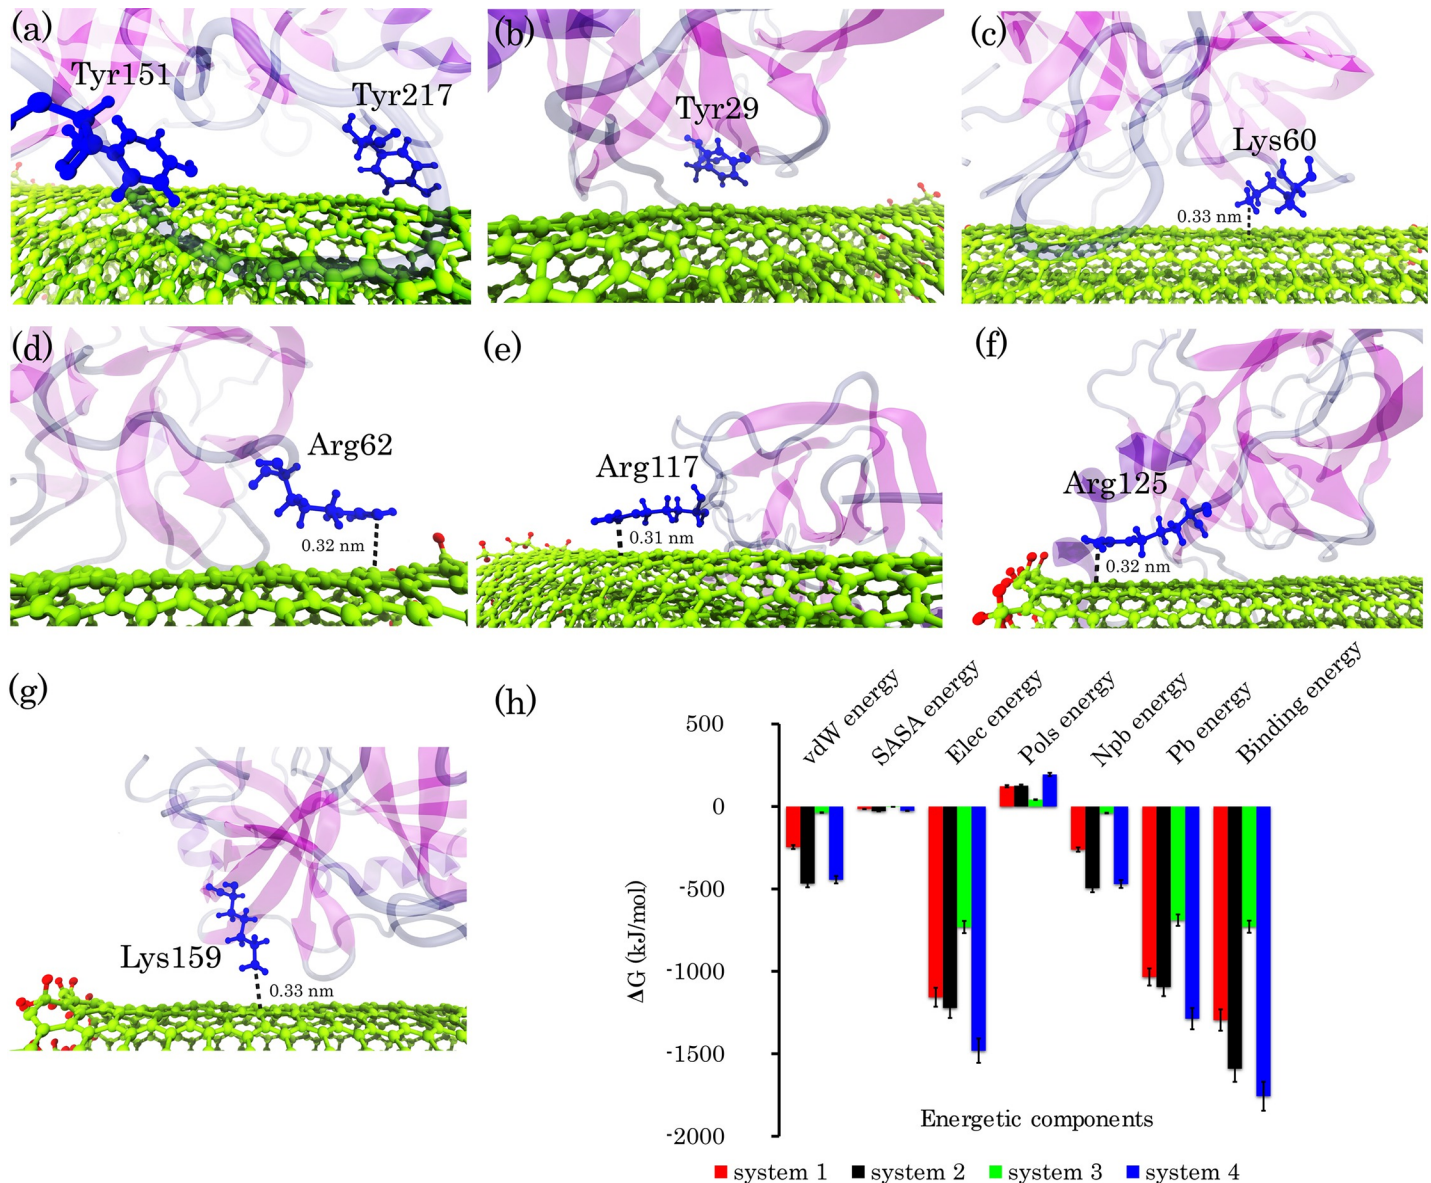 (a)
Tyr151
Tyr217
(b)
Tyr29
(c)
Lys60
0.33 nm
(d)
Arg62
0.32 nm
(e)
Arg117
0.31 nm
(f)
Arg125
0.32 nm
(g)
Lys159
0.33 nm
(h)
vdW energy
SASA energy
Elec energy
Pols energy
Npb energy
Pb energy
Binding energy
500
0
-500
-1000
-1500
-2000
ΔG (kJ/mol)
Energetic components
system 1
system 2
system 3
system 4